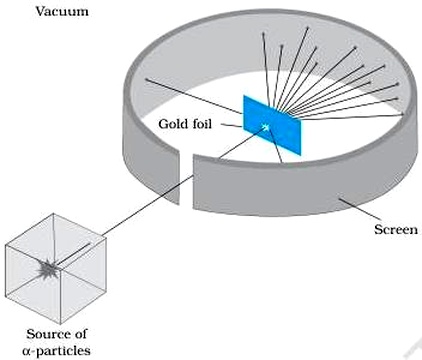 Vacuum
Gold foil
Screen
Source of
α-particles